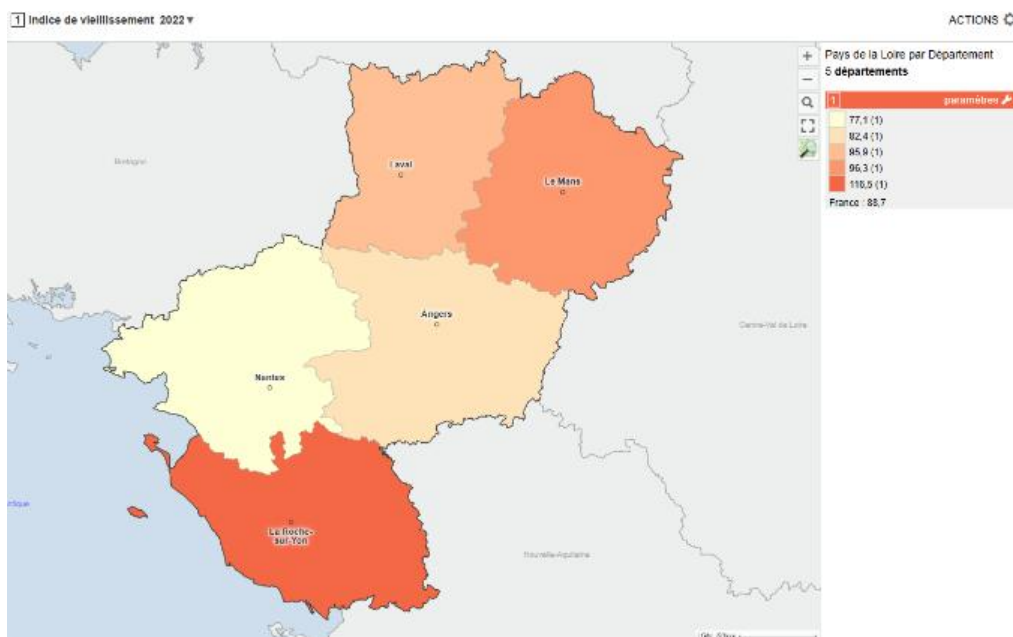 1 Indice de vieillissement 2022 ▾
ACTIONS
Pays de la Loire par Département
5 départements
1 paramètres
77,1 (1)
82,4 (1)
95,9 (1)
96,3 (1)
116,5 (1)
France : 88,7
Bretagne
Laval
Le Mans
Angers
Centre-Val de Loire
Nantes
La Roche-
sur-Yon
Nouvelle-Aquitaine